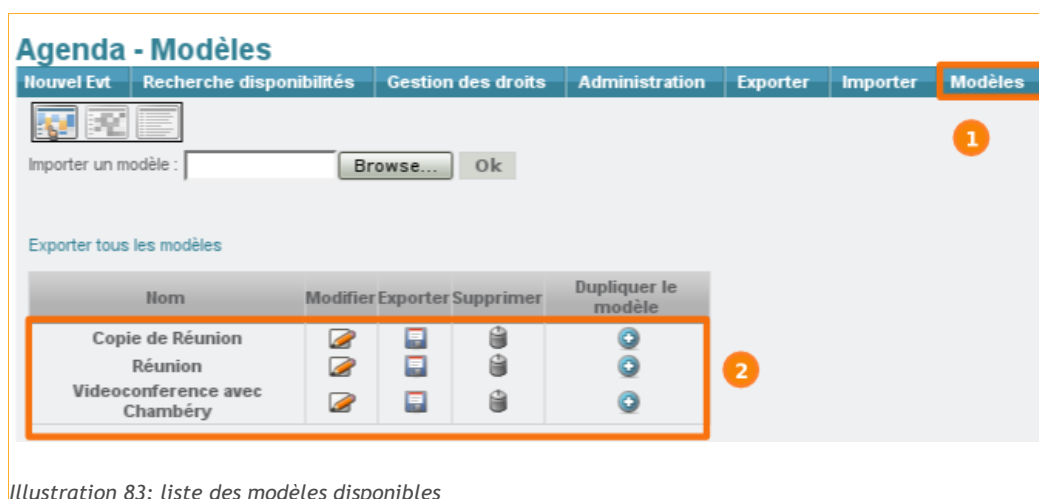 Agenda - Modèles
Nouvel Evt Recherche disponibilités Gestion des droits Administration Exporter Importer Modèles
1
Importer un modèle : Browse... Ok
Exporter tous les modèles
Nom Modifier Exporter Supprimer Dupliquer le
modèle
Copie de Réunion
Réunion
2
Videoconference avec
Chambéry
Illustration 83: liste des modèles disponibles